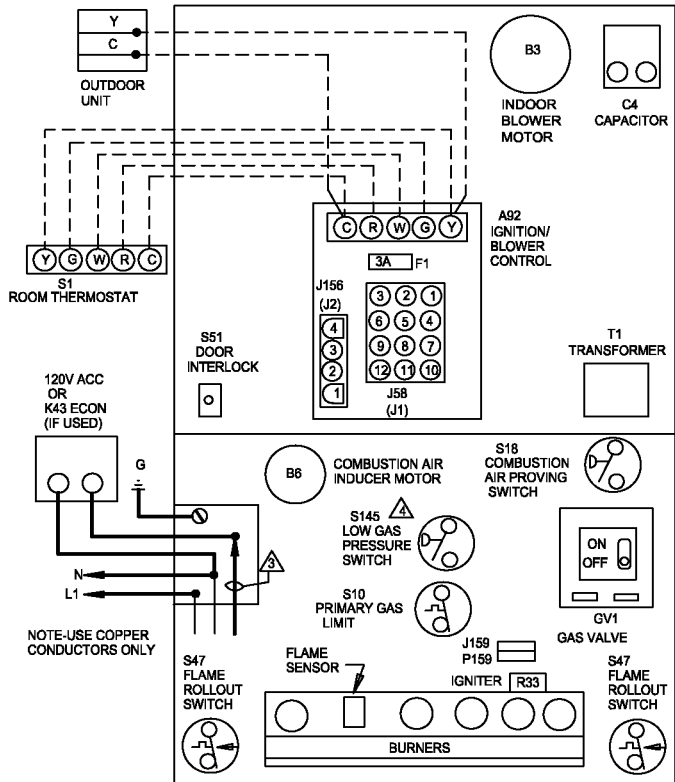 Y
C
OUTDOOR
UNIT
B3
INDOOR
BLOWER
MOTOR
C4
CAPACITOR
Y G W R C
S1
ROOM THERMOSTAT
C R W G Y
A92
IGNITION/
BLOWER
CONTROL
3A F1
J156
(J2)
4
3
2
1
3 2 1
6 5 4
9 8 7
12 11 10
J58
(J1)
S51
DOOR
INTERLOCK
T1
TRANSFORMER
120V ACC
OR
K43 ECON
(IF USED)
G
N
L1
3
NOTE-USE COPPER
CONDUCTORS ONLY
B6
COMBUSTION AIR
INDUCER MOTOR
S18
COMBUSTION
AIR PROVING
SWITCH
S145 4
LOW GAS
PRESSURE
SWITCH
S10
PRIMARY GAS
LIMIT
ON
OFF
GV1
GAS VALVE
J159
P159
IGNITER R33
FLAME
SENSOR
S47
FLAME
ROLLOUT
SWITCH
BURNERS
S47
FLAME
ROLLOUT
SWITCH